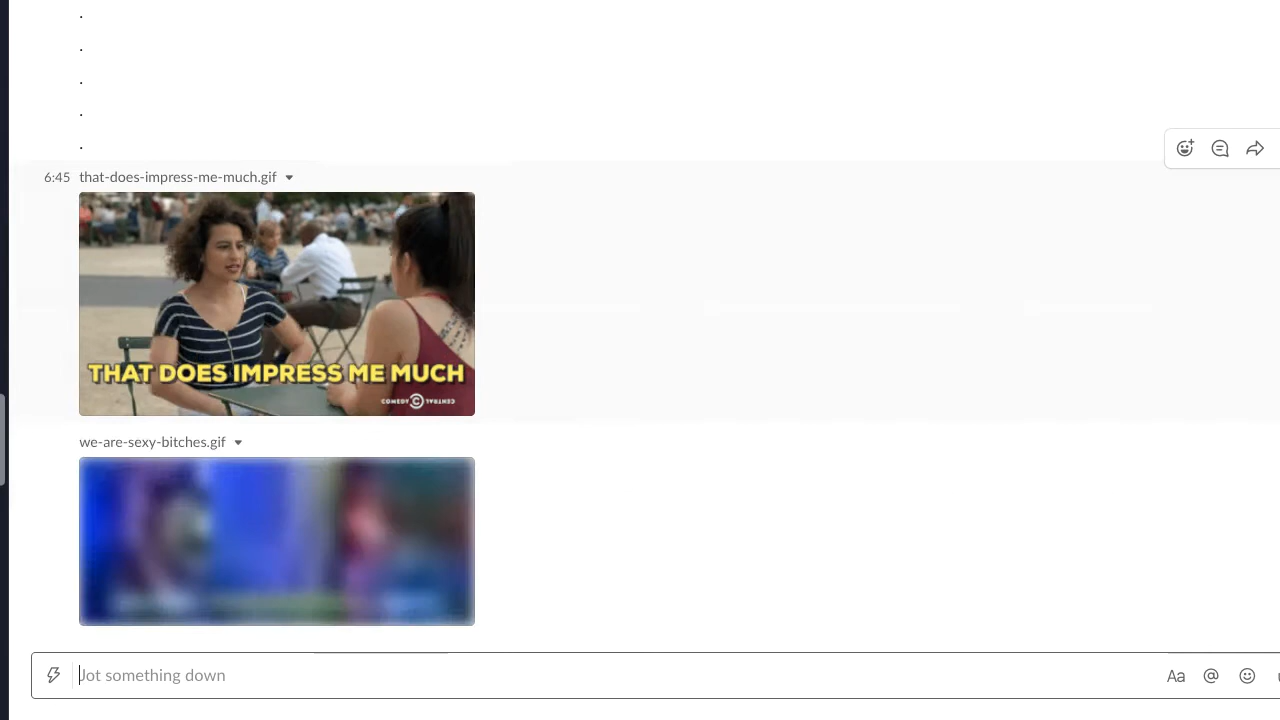 6:45 that-does-impress-me-much.gif
THAT DOES IMPRESS ME MUCH
COMEDY CENTRAL
we-are-sexy-bitches.gif
Jot something down
Aa @